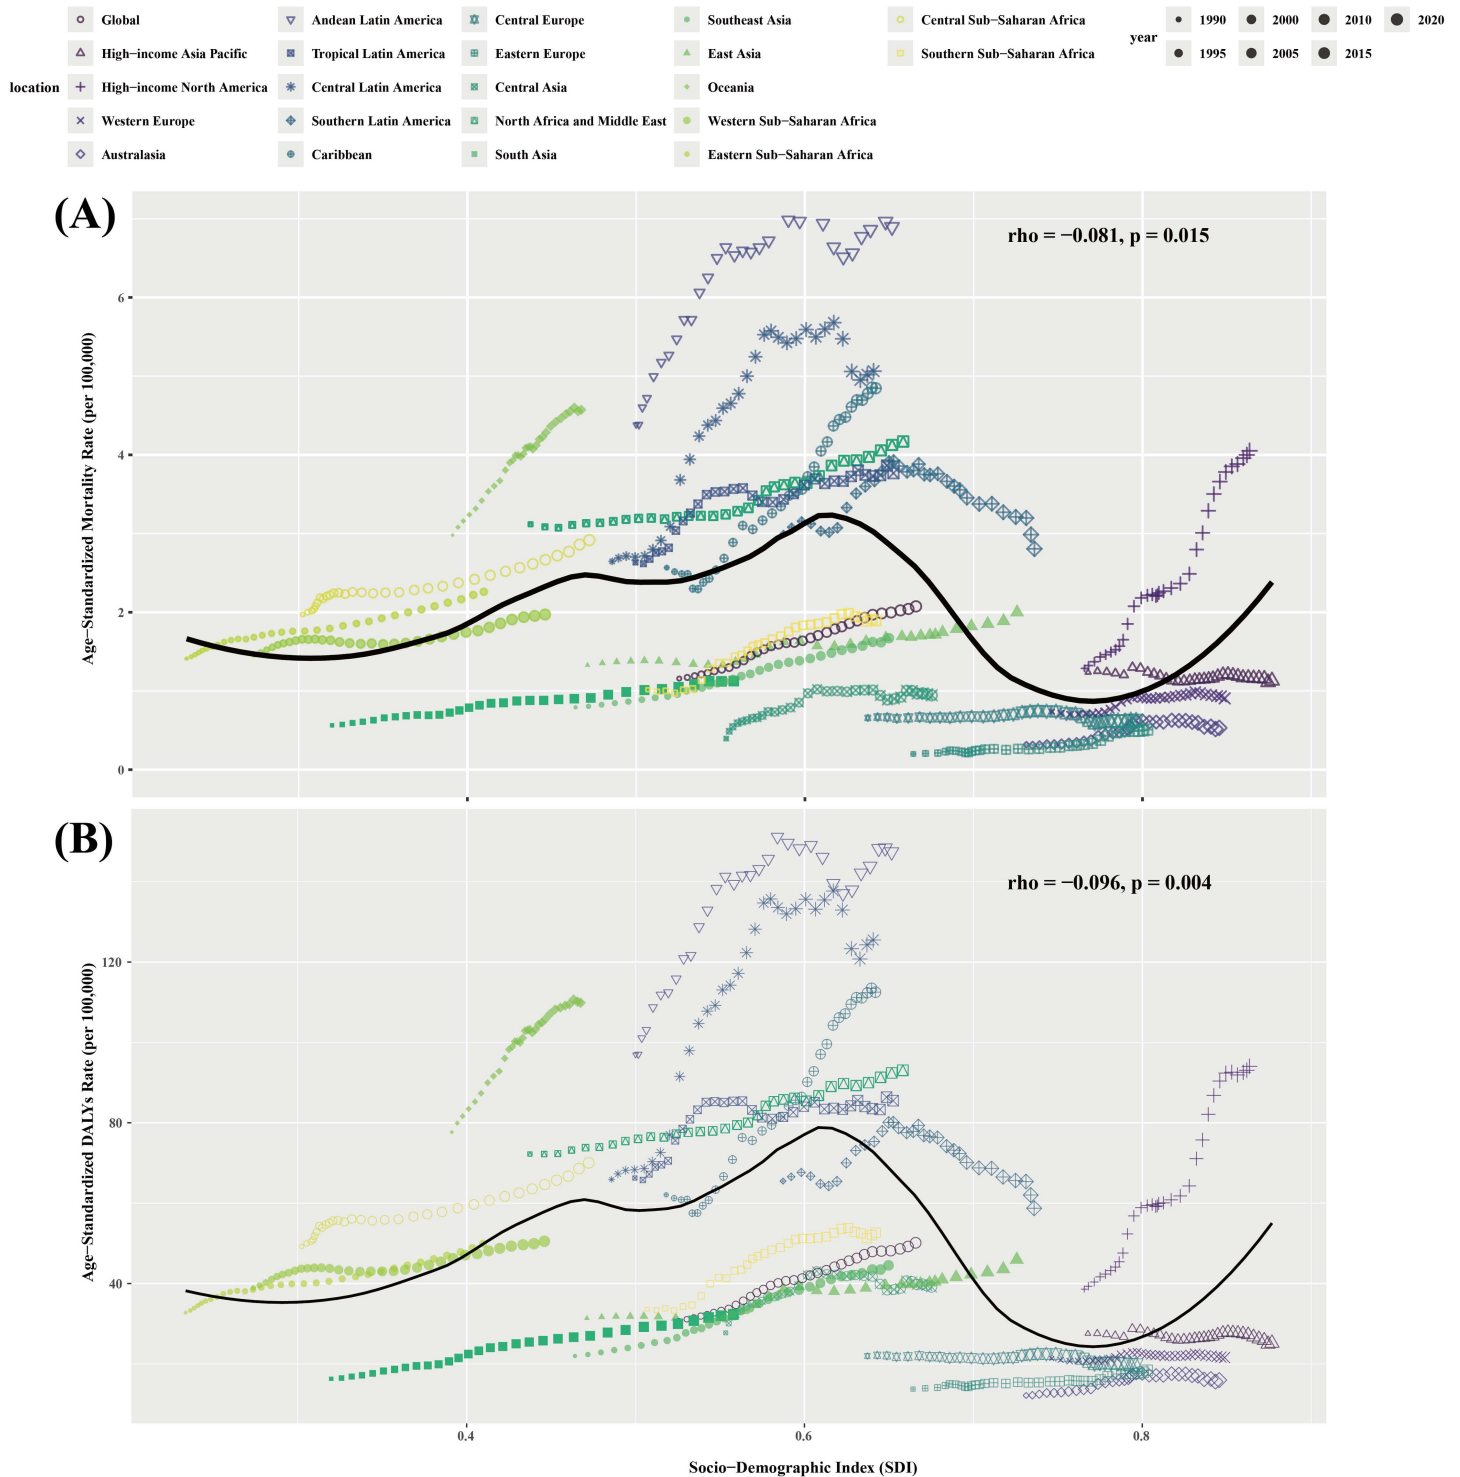 Global Andean Latin America Central Europe Southeast Asia Central Sub−Saharan Africa 1990 2000 2010 2020
High−income Asia Pacific Tropical Latin America Eastern Europe East Asia Southern Sub−Saharan Africa year 1995 2005 2015
location High−income North America Central Latin America Central Asia Oceania
Western Europe Southern Latin America North Africa and Middle East Western Sub−Saharan Africa
Australasia Caribbean South Asia Eastern Sub−Saharan Africa
(A)
rho = −0.081, p = 0.015
6
4
2
0
Age−Standardized Mortality Rate (per 100,000)
(B)
rho = −0.096, p = 0.004
120
80
40
Age−Standardized DALYs Rate (per 100,000)
0.4 0.6 0.8
Socio−Demographic Index (SDI)